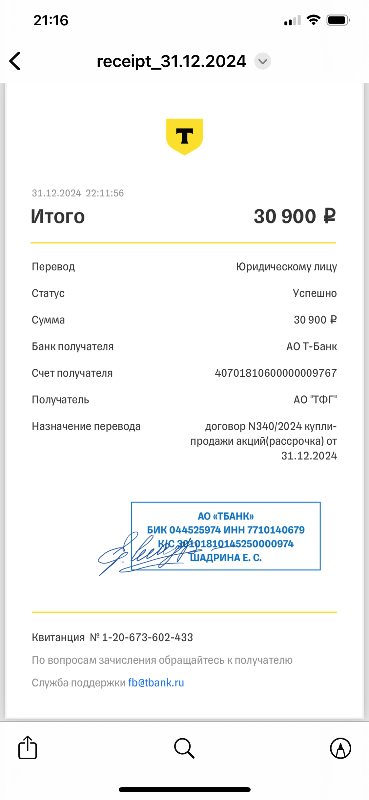 21:16
receipt_31.12.2024
Т
31.12.2024 22:11:56
Итого 30 900 ₽
Перевод Юридическому лицу
Статус Успешно
Сумма 30 900 ₽
Банк получателя АО Т-Банк
Счет получателя 40701810600000009767
Получатель АО "ТФГ"
Назначение перевода договор N340/2024 купли-
продажи акций(рассрочка) от
31.12.2024
АО «ТБАНК»
БИК 044525974 ИНН 7710140679
К/С 30101810145250000974
ШАДРИНА Е. С.
Квитанция № 1-20-673-602-433
По вопросам зачисления обращайтесь к получателю
Служба поддержки fb@tbank.ru